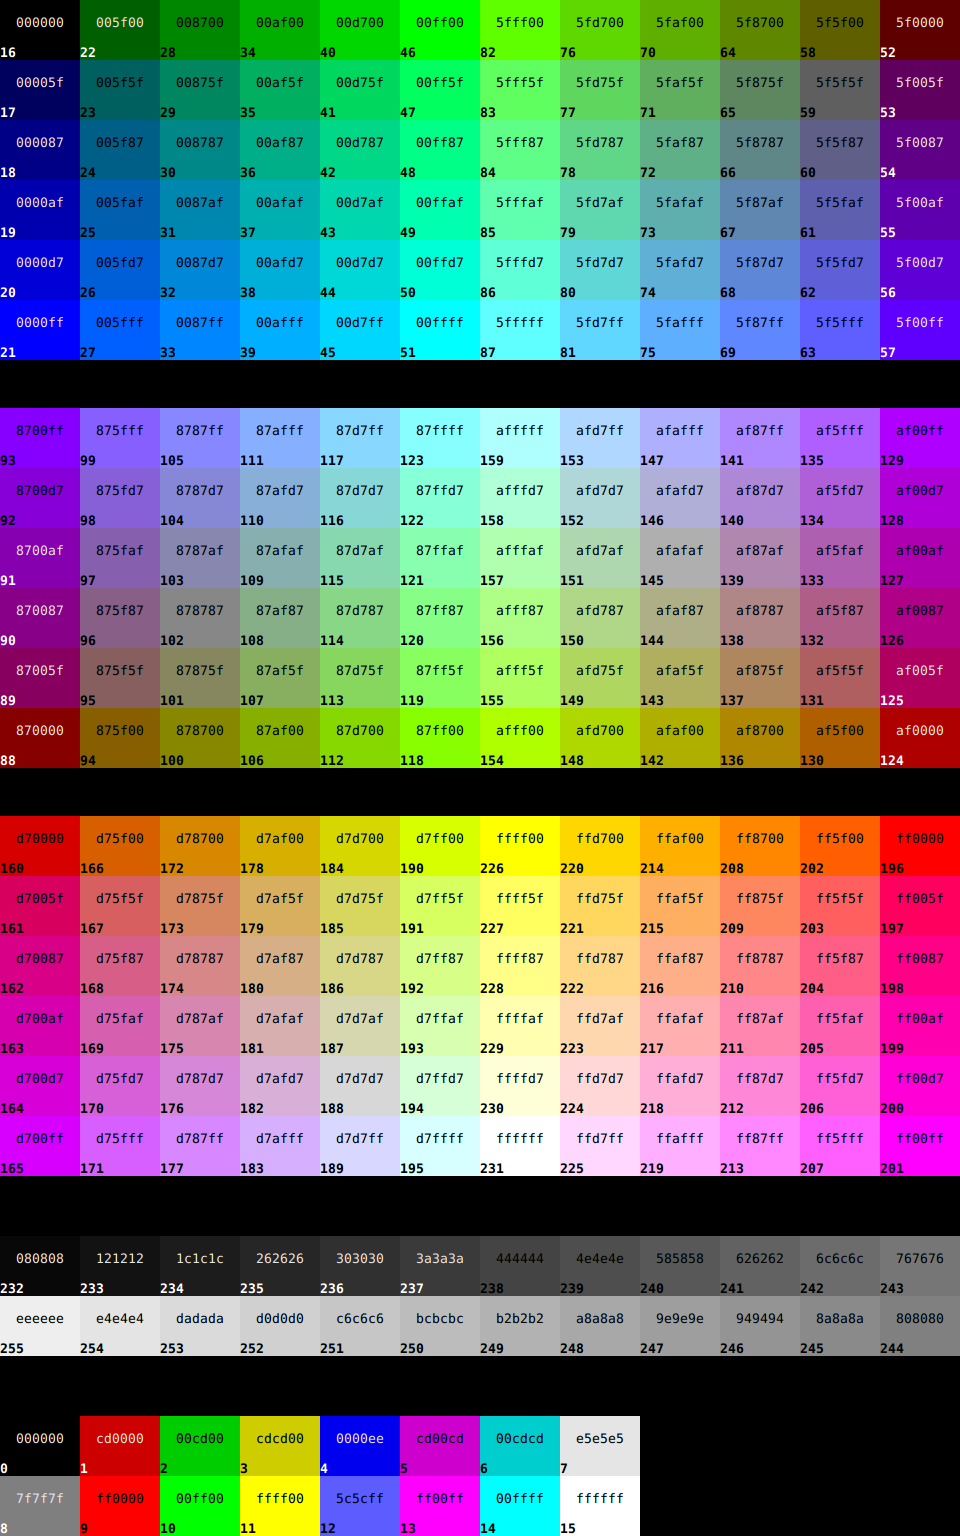 000000 005f00 008700 00af00 00d700 00ff00 5fff00 5fd700 5faf00 5f8700 5f5f00 5f0000
16 22 28 34 40 46 82 76 70 64 58 52
00005f 005f5f 00875f 00af5f 00d75f 00ff5f 5fff5f 5fd75f 5faf5f 5f875f 5f5f5f 5f005f
17 23 29 35 41 47 83 77 71 65 59 53
000087 005f87 008787 00af87 00d787 00ff87 5fff87 5fd787 5faf87 5f8787 5f5f87 5f0087
18 24 30 36 42 48 84 78 72 66 60 54
0000af 005faf 0087af 00afaf 00d7af 00ffaf 5fffaf 5fd7af 5fafaf 5f87af 5f5faf 5f00af
19 25 31 37 43 49 85 79 73 67 61 55
0000d7 005fd7 0087d7 00afd7 00d7d7 00ffd7 5fffd7 5fd7d7 5fafd7 5f87d7 5f5fd7 5f00d7
20 26 32 38 44 50 86 80 74 68 62 56
0000ff 005fff 0087ff 00afff 00d7ff 00ffff 5fffff 5fd7ff 5fafff 5f87ff 5f5fff 5f00ff
21 27 33 39 45 51 87 81 75 69 63 57
8700ff 875fff 8787ff 87afff 87d7ff 87ffff afffff afd7ff afafff af87ff af5fff af00ff
93 99 105 111 117 123 159 153 147 141 135 129
8700d7 875fd7 8787d7 87afd7 87d7d7 87ffd7 afffd7 afd7d7 afafd7 af87d7 af5fd7 af00d7
92 98 104 110 116 122 158 152 146 140 134 128
8700af 875faf 8787af 87afaf 87d7af 87ffaf afffaf afd7af afafaf af87af af5faf af00af
91 97 103 109 115 121 157 151 145 139 133 127
870087 875f87 878787 87af87 87d787 87ff87 afff87 afd787 afaf87 af8787 af5f87 af0087
90 96 102 108 114 120 156 150 144 138 132 126
87005f 875f5f 87875f 87af5f 87d75f 87ff5f afff5f afd75f afaf5f af875f af5f5f af005f
89 95 101 107 113 119 155 149 143 137 131 125
870000 875f00 878700 87af00 87d700 87ff00 afff00 afd700 afaf00 af8700 af5f00 af0000
88 94 100 106 112 118 154 148 142 136 130 124
d70000 d75f00 d78700 d7af00 d7d700 d7ff00 ffff00 ffd700 ffaf00 ff8700 ff5f00 ff0000
160 166 172 178 184 190 226 220 214 208 202 196
d7005f d75f5f d7875f d7af5f d7d75f d7ff5f ffff5f ffd75f ffaf5f ff875f ff5f5f ff005f
161 167 173 179 185 191 227 221 215 209 203 197
d70087 d75f87 d78787 d7af87 d7d787 d7ff87 ffff87 ffd787 ffaf87 ff8787 ff5f87 ff0087
162 168 174 180 186 192 228 222 216 210 204 198
d700af d75faf d787af d7afaf d7d7af d7ffaf ffffaf ffd7af ffafaf ff87af ff5faf ff00af
163 169 175 181 187 193 229 223 217 211 205 199
d700d7 d75fd7 d787d7 d7afd7 d7d7d7 d7ffd7 ffffd7 ffd7d7 ffafd7 ff87d7 ff5fd7 ff00d7
164 170 176 182 188 194 230 224 218 212 206 200
d700ff d75fff d787ff d7afff d7d7ff d7ffff ffffff ffd7ff ffafff ff87ff ff5fff ff00ff
165 171 177 183 189 195 231 225 219 213 207 201
080808 121212 1c1c1c 262626 303030 3a3a3a 444444 4e4e4e 585858 626262 6c6c6c 767676
232 233 234 235 236 237 238 239 240 241 242 243
eeeeee e4e4e4 dadada d0d0d0 c6c6c6 bcbcbc b2b2b2 a8a8a8 9e9e9e 949494 8a8a8a 808080
255 254 253 252 251 250 249 248 247 246 245 244
000000 cd0000 00cd00 cdcd00 0000ee cd00cd 00cdcd e5e5e5
0 1 2 3 4 5 6 7
7f7f7f ff0000 00ff00 ffff00 5c5cff ff00ff 00ffff ffffff
8 9 10 11 12 13 14 15